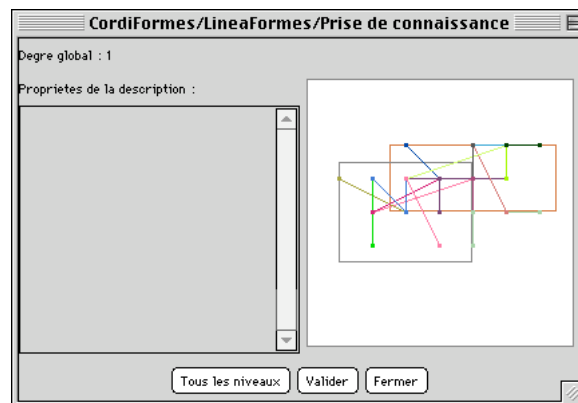 CordiFormes/LineaFormes/Prise de connaissance
Degre global : 1
Proprietes de la description :
Tous les niveaux
Valider
Fermer